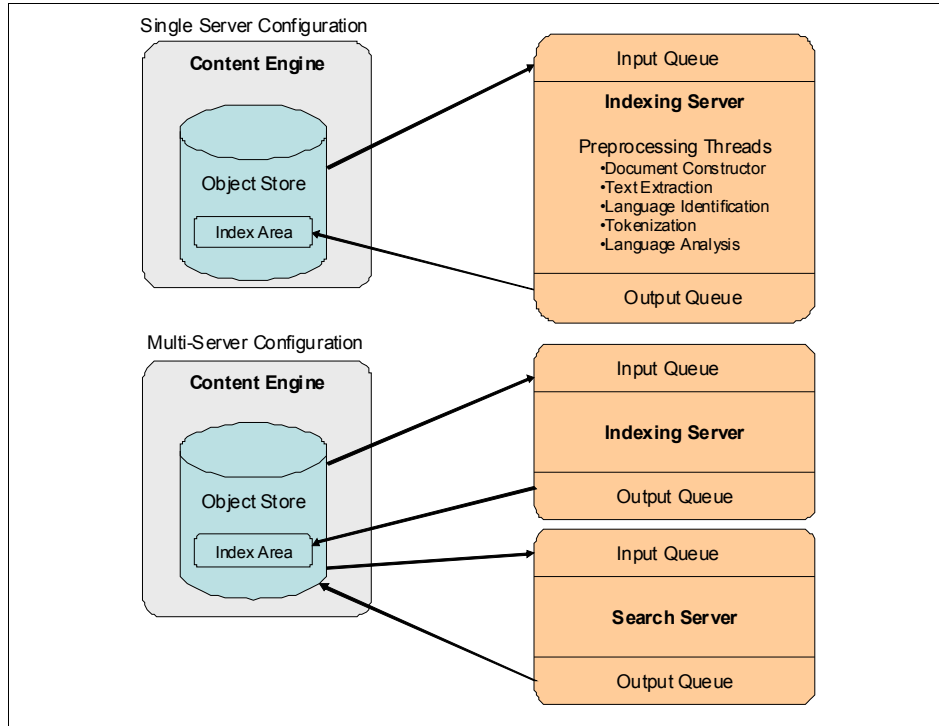 Single Server Configuration
Content Engine
Object Store
Index Area
Input Queue
Indexing Server
Preprocessing Threads
•Document Constructor
•Text Extraction
•Language Identification
•Tokenization
•Language Analysis
Output Queue
Multi-Server Configuration
Content Engine
Object Store
Index Area
Input Queue
Indexing Server
Output Queue
Input Queue
Search Server
Output Queue